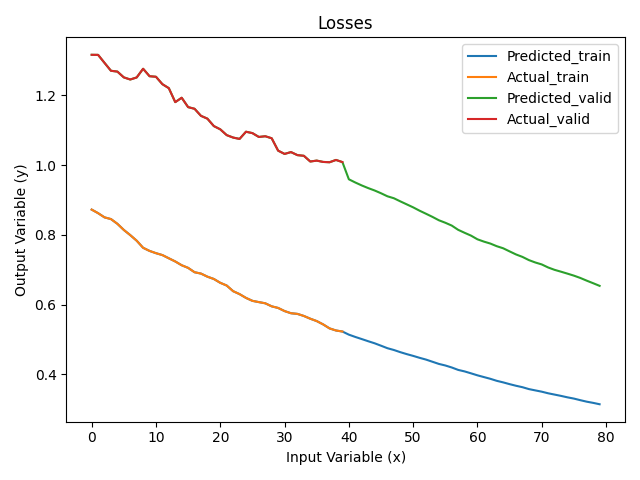 Losses
Predicted_train
Actual_train
Predicted_valid
Actual_valid
Output Variable (y)
1.2
1.0
0.8
0.6
0.4
0 10 20 30 40 50 60 70 80
Input Variable (x)